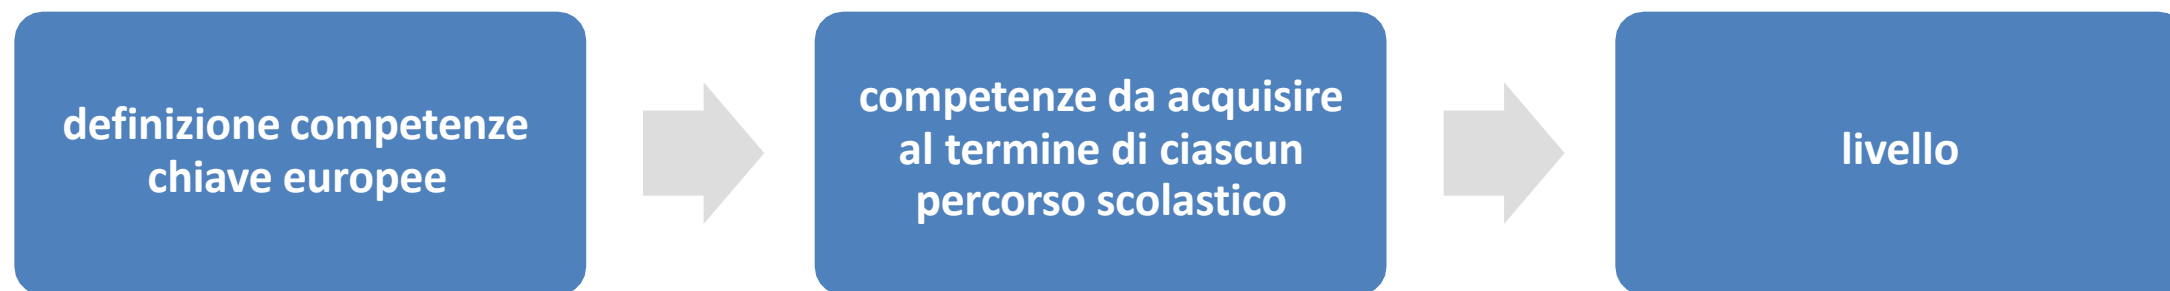 definizione competenze
chiave europee
competenze da acquisire
al termine di ciascun
percorso scolastico
livello